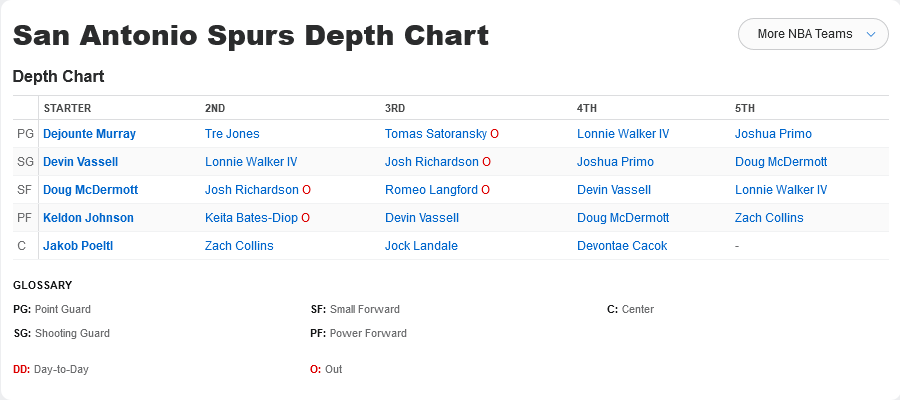 San Antonio Spurs Depth Chart
More NBA Teams
Depth Chart
STARTER 2ND 3RD 4TH 5TH
PG Dejounte Murray Tre Jones Tomas Satoransky O Lonnie Walker IV Joshua Primo
SG Devin Vassell Lonnie Walker IV Josh Richardson O Joshua Primo Doug McDermott
SF Doug McDermott Josh Richardson O Romeo Langford O Devin Vassell Lonnie Walker IV
PF Keldon Johnson Keita Bates-Diop O Devin Vassell Doug McDermott Zach Collins
C Jakob Poeltl Zach Collins Jock Landale Devontae Cacok -
GLOSSARY
PG: Point Guard SF: Small Forward C: Center
SG: Shooting Guard PF: Power Forward
DD: Day-to-Day O: Out